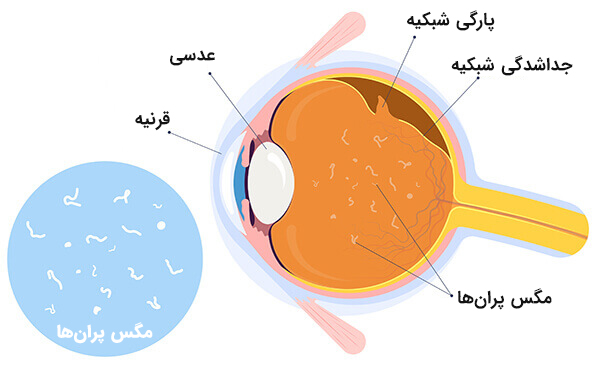 پارگی شبکیه
جداشدگی شبکیه
عدسی
قرنیه
مگس پران‌ها
مگس پران‌ها